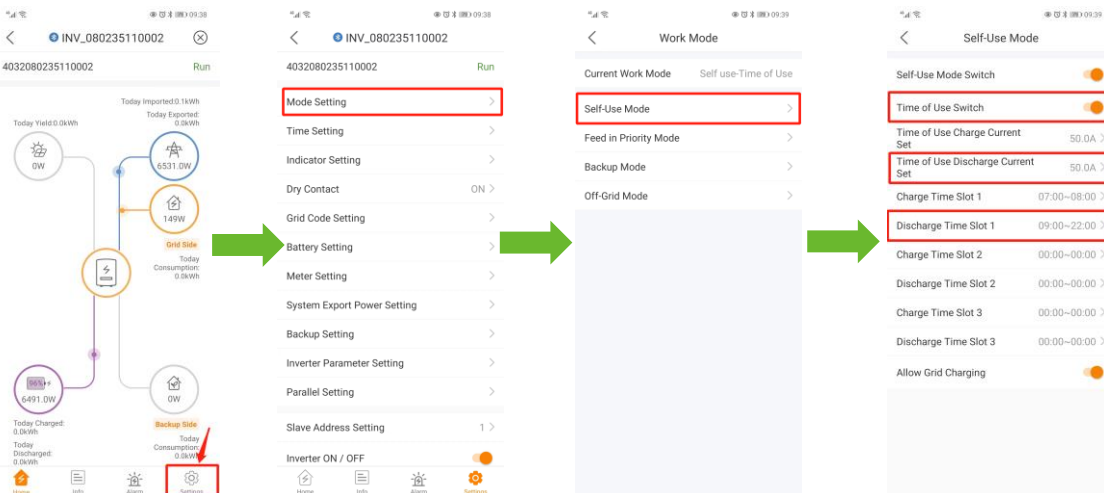 09:38
INV_080235110002
4032080235110002
Run
Today Imported:0.1kWh
Today Yield:0.0kWh
Today Exported:
0.0kWh
0W
6531.0W
149W
Grid Side
Today
Consumption:
0.0kWh
96%
6491.0W
0W
Today Charged:
0.0kWh
Today
Discharged:
0.0kWh
Backup Side
Today
Consumption:
0.0kWh
Home
Info
Alarm
Settings
09:38
INV_080235110002
4032080235110002
Run
Mode Setting
Time Setting
Indicator Setting
Dry Contact
ON
Grid Code Setting
Battery Setting
Meter Setting
System Export Power Setting
Backup Setting
Inverter Parameter Setting
Parallel Setting
Slave Address Setting
1
Inverter ON / OFF
Home
Info
Alarm
Settings
09:39
Work Mode
Current Work Mode
Self use-Time of Use
Self-Use Mode
Feed in Priority Mode
Backup Mode
Off-Grid Mode
09:39
Self-Use Mode
Self-Use Mode Switch
Time of Use Switch
Time of Use Charge Current
Set
50.0A
Time of Use Discharge Current
Set
50.0A
Charge Time Slot 1
07:00~08:00
Discharge Time Slot 1
09:00~22:00
Charge Time Slot 2
00:00~00:00
Discharge Time Slot 2
00:00~00:00
Charge Time Slot 3
00:00~00:00
Discharge Time Slot 3
00:00~00:00
Allow Grid Charging